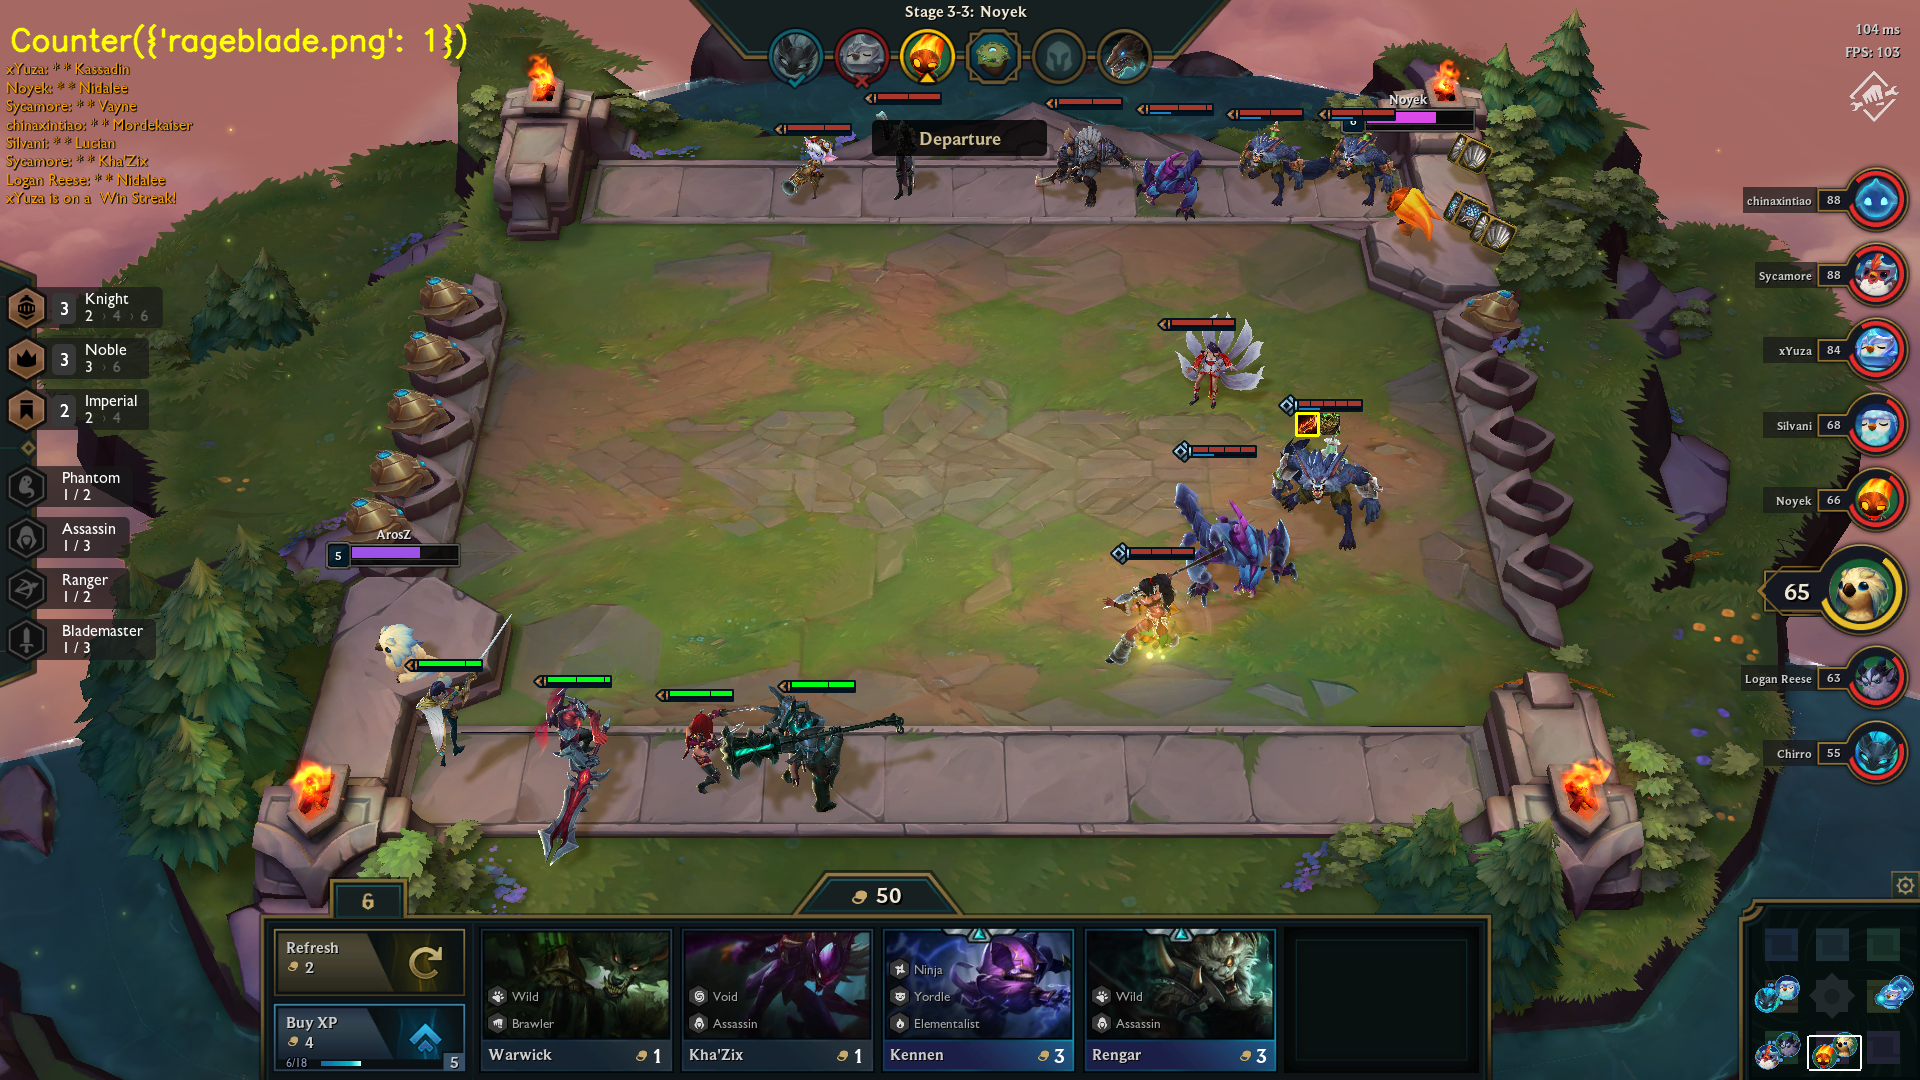 Stage 3-3: Noyek
Counter({'rageblade.png': 1})
104 ms
FPS: 103
xYuza: * * Kassadin
Noyek: * * Nidalee
Sycamore: * * Vayne
chinaxintiao: * * Mordekaiser
Silvani: * * Lucian
Sycamore: * * Kha'Zix
Logan Reese: * * Nidalee
xYuza is on a Win Streak!
Noyek
Departure
chinaxintiao 88
Sycamore 88
xYuza 84
Silvani 68
Noyek 66
65
Logan Reese 63
Chirro 55
3 Knight
2 › 4 › 6
3 Noble
3 › 6
2 Imperial
2 › 4
Phantom
1 / 2
Assassin
1 / 3
Ranger
1 / 2
Blademaster
1 / 3
ArosZ
5
6
50
Refresh
2
Buy XP
4
6/18
5
Wild
Brawler
Warwick 1
Void
Assassin
Kha'Zix 1
Ninja
Yordle
Elementalist
Kennen 3
Wild
Assassin
Rengar 3